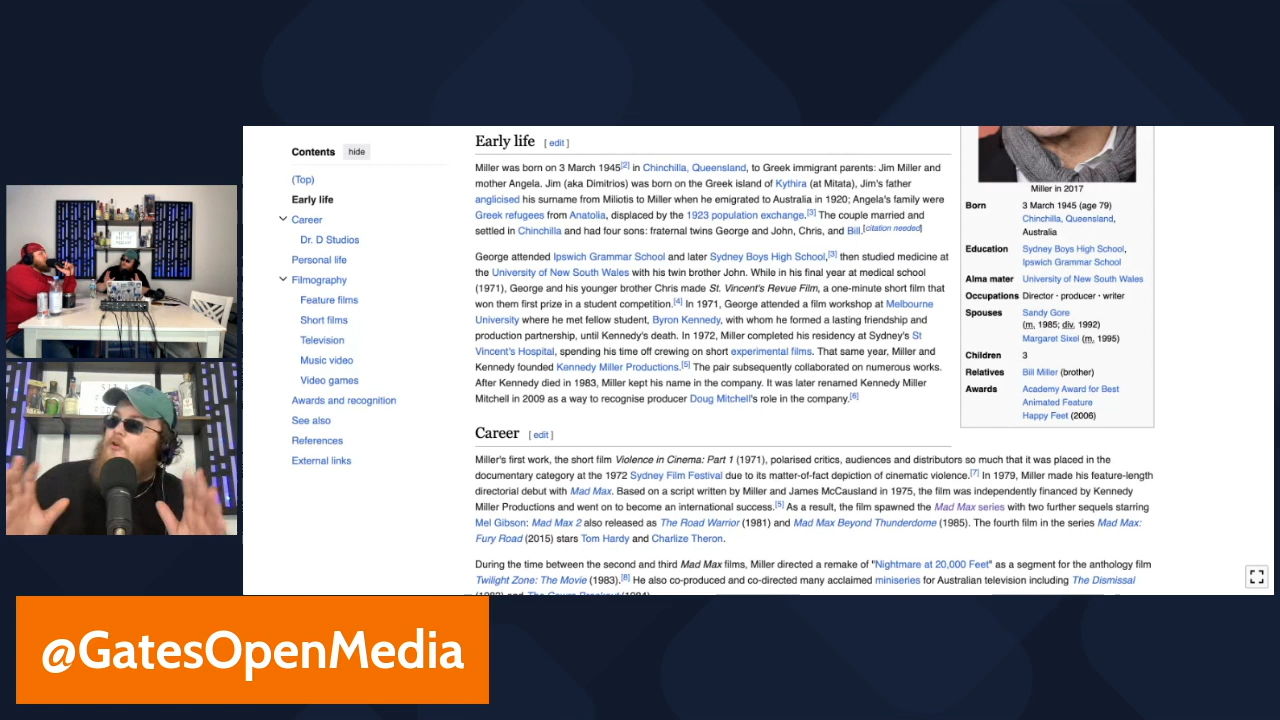 Contents hide
(Top)
Early life
Career
Dr. D Studios
Personal life
Filmography
Feature films
Short films
Television
Music video
Video games
Awards and recognition
See also
References
External links
Early life [ edit ]
Miller was born on 3 March 1945[2] in Chinchilla, Queensland, to Greek immigrant parents: Jim Miller and
mother Angela. Jim (aka Dimitrios) was born on the Greek island of Kythira (at Mitata), Jim's father
anglicised his surname from Miliotis to Miller when he emigrated to Australia in 1920; Angela's family were
Greek refugees from Anatolia, displaced by the 1923 population exchange.[3] The couple married and
settled in Chinchilla and had four sons: fraternal twins George and John, Chris, and Bill.[citation needed]
George attended Ipswich Grammar School and later Sydney Boys High School,[3] then studied medicine at
the University of New South Wales with his twin brother John. While in his final year at medical school
(1971), George and his younger brother Chris made St. Vincent's Revue Film, a one-minute short film that
won them first prize in a student competition.[4] In 1971, George attended a film workshop at Melbourne
University where he met fellow student, Byron Kennedy, with whom he formed a lasting friendship and
production partnership, until Kennedy's death. In 1972, Miller completed his residency at Sydney's St
Vincent's Hospital, spending his time off crewing on short experimental films. That same year, Miller and
Kennedy founded Kennedy Miller Productions.[5] The pair subsequently collaborated on numerous works.
After Kennedy died in 1983, Miller kept his name in the company. It was later renamed Kennedy Miller
Mitchell in 2009 as a way to recognise producer Doug Mitchell's role in the company.[6]
Miller in 2017
Born 3 March 1945 (age 79)
Chinchilla, Queensland,
Australia
Education Sydney Boys High School,
Ipswich Grammar School
Alma mater University of New South Wales
Occupations Director · producer · writer
Spouses Sandy Gore
(m. 1985; div. 1992)
Margaret Sixel (m. 1995)
Children 3
Relatives Bill Miller (brother)
Awards Academy Award for Best
Animated Feature
Happy Feet (2006)
Career [ edit ]
Miller's first work, the short film Violence in Cinema: Part 1 (1971), polarised critics, audiences and distributors so much that it was placed in the
documentary category at the 1972 Sydney Film Festival due to its matter-of-fact depiction of cinematic violence.[7] In 1979, Miller made his feature-length
directorial debut with Mad Max. Based on a script written by Miller and James McCausland in 1975, the film was independently financed by Kennedy
Miller Productions and went on to become an international success.[5] As a result, the film spawned the Mad Max series with two further sequels starring
Mel Gibson: Mad Max 2 also released as The Road Warrior (1981) and Mad Max Beyond Thunderdome (1985). The fourth film in the series Mad Max:
Fury Road (2015) stars Tom Hardy and Charlize Theron.
During the time between the second and third Mad Max films, Miller directed a remake of "Nightmare at 20,000 Feet" as a segment for the anthology film
Twilight Zone: The Movie (1983).[8] He also co-produced and co-directed many acclaimed miniseries for Australian television including The Dismissal
@GatesOpenMedia